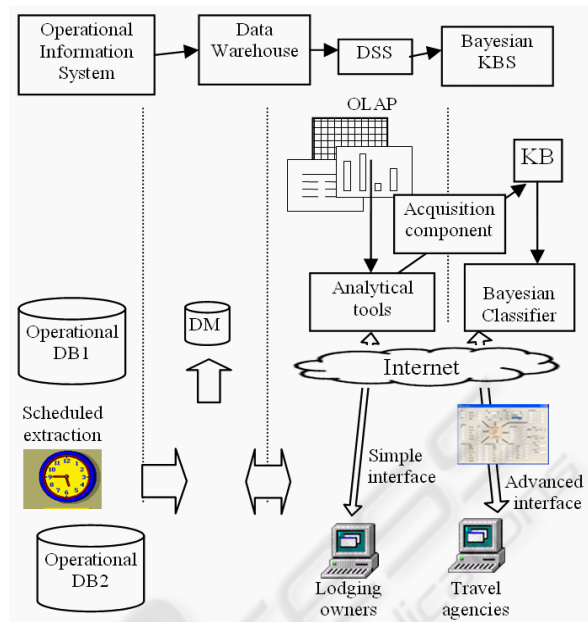 Operational
Information
System
Data
Warehouse
DSS
Bayesian
KBS
OLAP
KB
Acquisition
component
Analytical
tools
Bayesian
Classifier
Operational
DB1
DM
Internet
Scheduled
extraction
Simple
interface
Advanced
interface
Operational
DB2
Lodging
owners
Travel
agencies